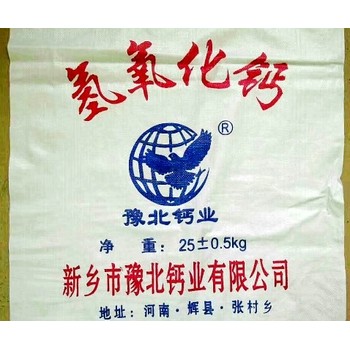 氢氧化钙
®
豫北钙业
净 重：25±0.5kg
新乡市豫北钙业有限公司
地址：河南·辉县·张村乡